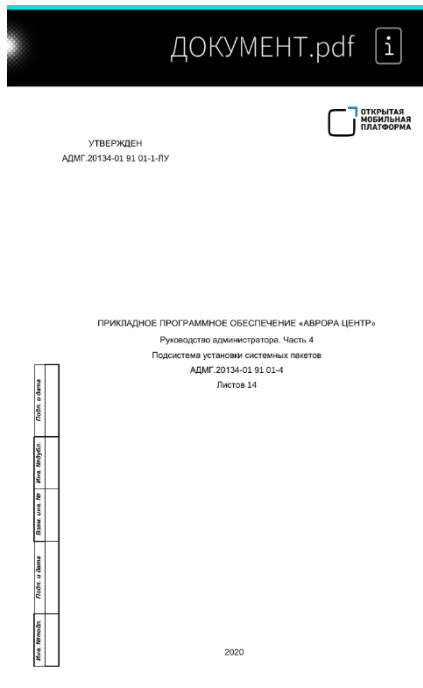 ДОКУМЕНТ.pdf
i
ОТКРЫТАЯ
МОБИЛЬНАЯ
ПЛАТФОРМА
УТВЕРЖДЕН
АДМГ.20134-01 91 01-1-ЛУ
ПРИКЛАДНОЕ ПРОГРАММНОЕ ОБЕСПЕЧЕНИЕ «АВРОРА ЦЕНТР»
Руководство администратора. Часть 4
Подсистема установки системных пакетов
АДМГ.20134-01 91 01-4
Листов 14
Подп. и дата
Инв. №дубл.
Взам. инв. №
Подп. и дата
Инв. №подп.
2020